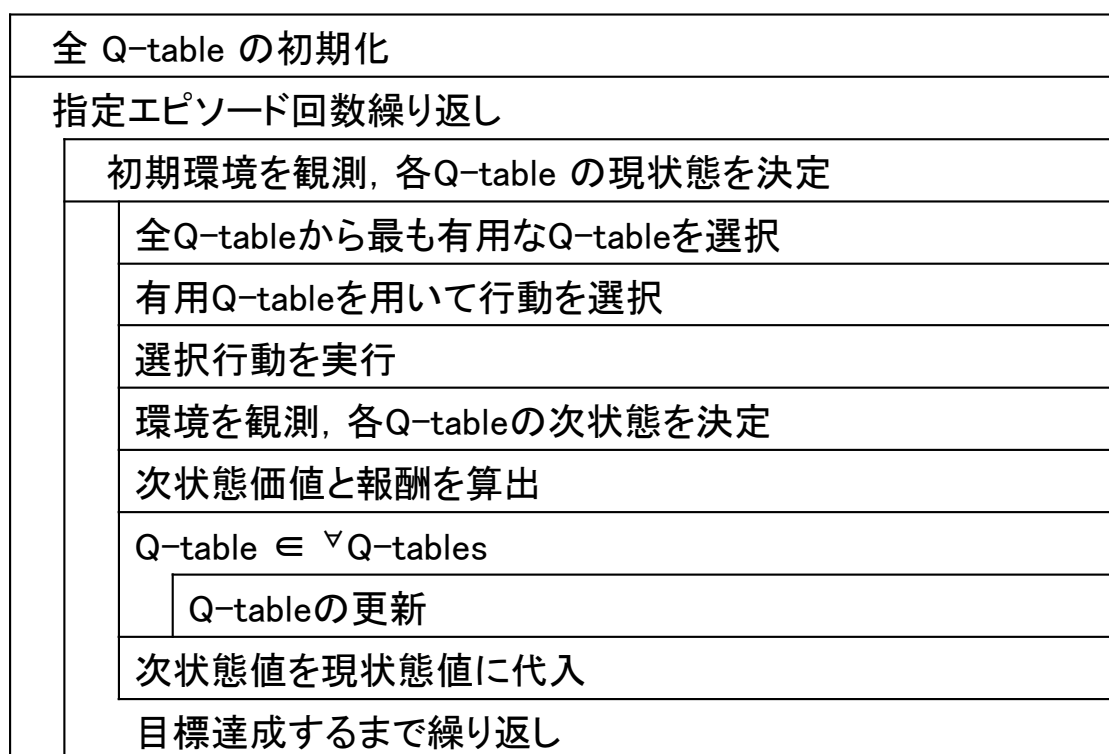 全 Q-table の初期化
指定エピソード回数繰り返し
初期環境を観測, 各Q-table の現状態を決定
全Q-tableから最も有用なQ-tableを選択
有用Q-tableを用いて行動を選択
選択行動を実行
環境を観測, 各Q-tableの次状態を決定
次状態価値と報酬を算出
Q-table ∈ ∀Q-tables
Q-tableの更新
次状態値を現状態値に代入
目標達成するまで繰り返し